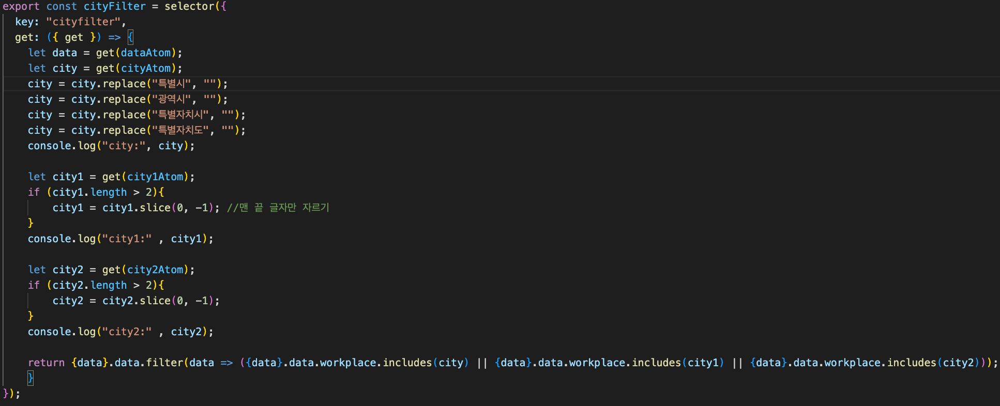 export const cityFilter = selector({
  key: "cityfilter",
  get: ({ get }) => {
    let data = get(dataAtom);
    let city = get(cityAtom);
    city = city.replace("특별시", "");
    city = city.replace("광역시", "");
    city = city.replace("특별자치시", "");
    city = city.replace("특별자치도", "");
    console.log("city:", city);

    let city1 = get(city1Atom);
    if (city1.length > 2){
        city1 = city1.slice(0, -1); //맨 끝 글자만 자르기
    }
    console.log("city1:" , city1);

    let city2 = get(city2Atom);
    if (city2.length > 2){
        city2 = city2.slice(0, -1);
    }
    console.log("city2:" , city2);

    return {data}.data.filter(data => ({data}.data.workplace.includes(city) || {data}.data.workplace.includes(city1) || {data}.data.workplace.includes(city2)));
    }
});